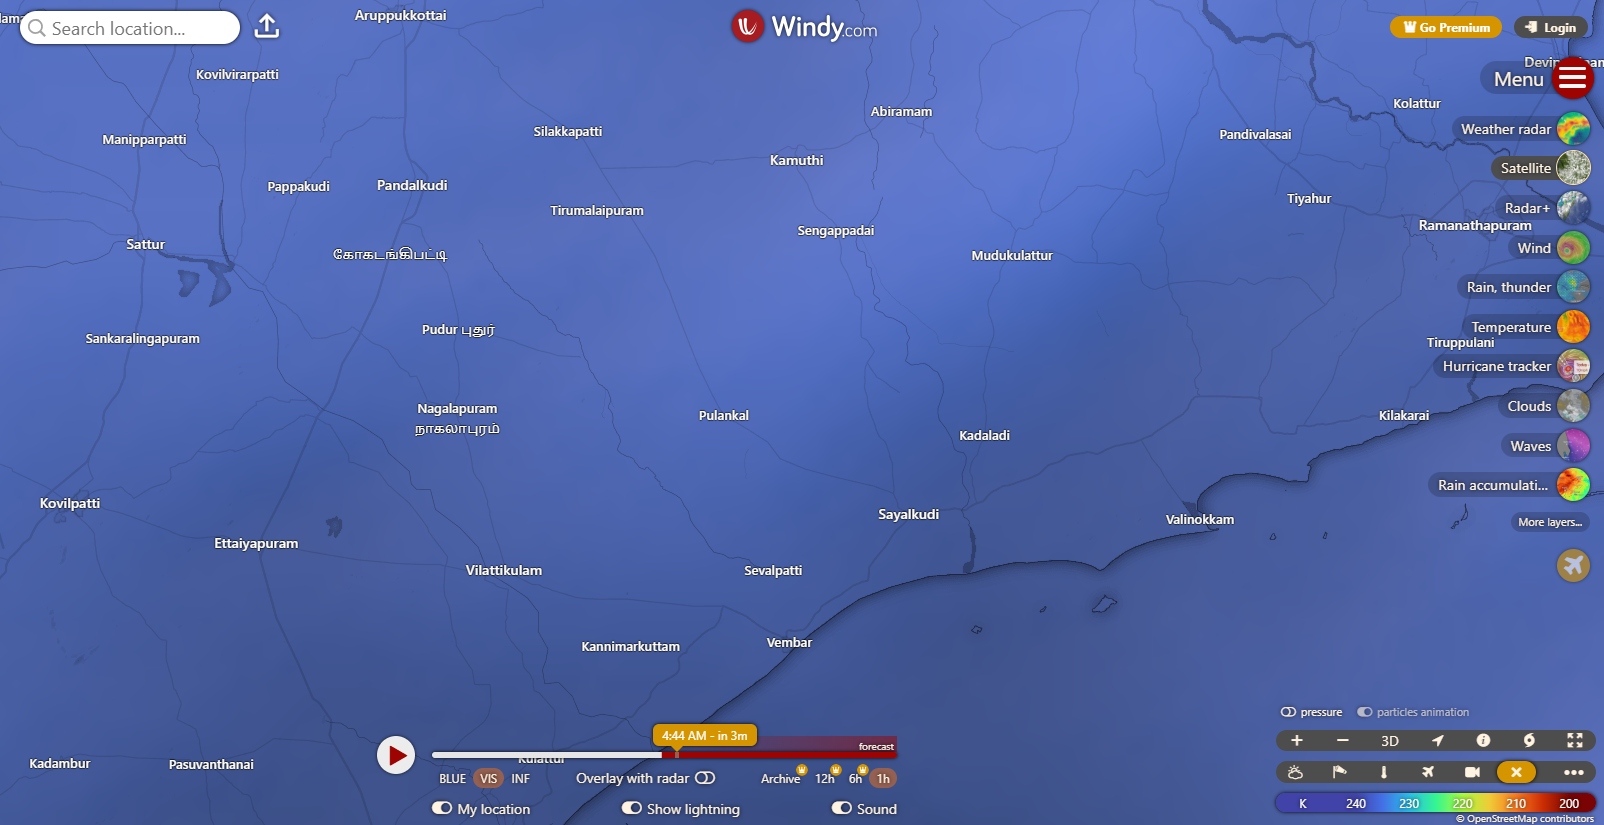 Search location...
Windy.com
Go Premium
Login
Menu
Weather radar
Satellite
Radar+
Wind
Rain, thunder
Temperature
Hurricane tracker
Clouds
Waves
Rain accumulati...
More layers...
Aruppukkottai
Kovilvirarpatti
Abiramam
Kolattur
Silakkapatti
Pandivalasai
Manipparpatti
Kamuthi
Pappakudi
Pandalkudi
Tiyahur
Tirumalaipuram
Ramanathapuram
Sengappadai
Sattur
கோகடங்கிபட்டி
Mudukulattur
Pudur புதுர்
Sankaralingapuram
Tiruppulani
Nagalapuram
நாகலாபுரம்
Pulankal
Kilakarai
Kadaladi
Kovilpatti
Sayalkudi
Valinokkam
Ettaiyapuram
Vilattikulam
Sevalpatti
Vembar
Kannimarkuttam
Kadambur
Pasuvanthanai
Kulattur
4:44 AM - in 3m
forecast
BLUE VIS INF
Overlay with radar
Archive 12h 6h 1h
My location
Show lightning
Sound
pressure
particles animation
+ − 3D
K 240 230 220 210 200
© OpenStreetMap contributors